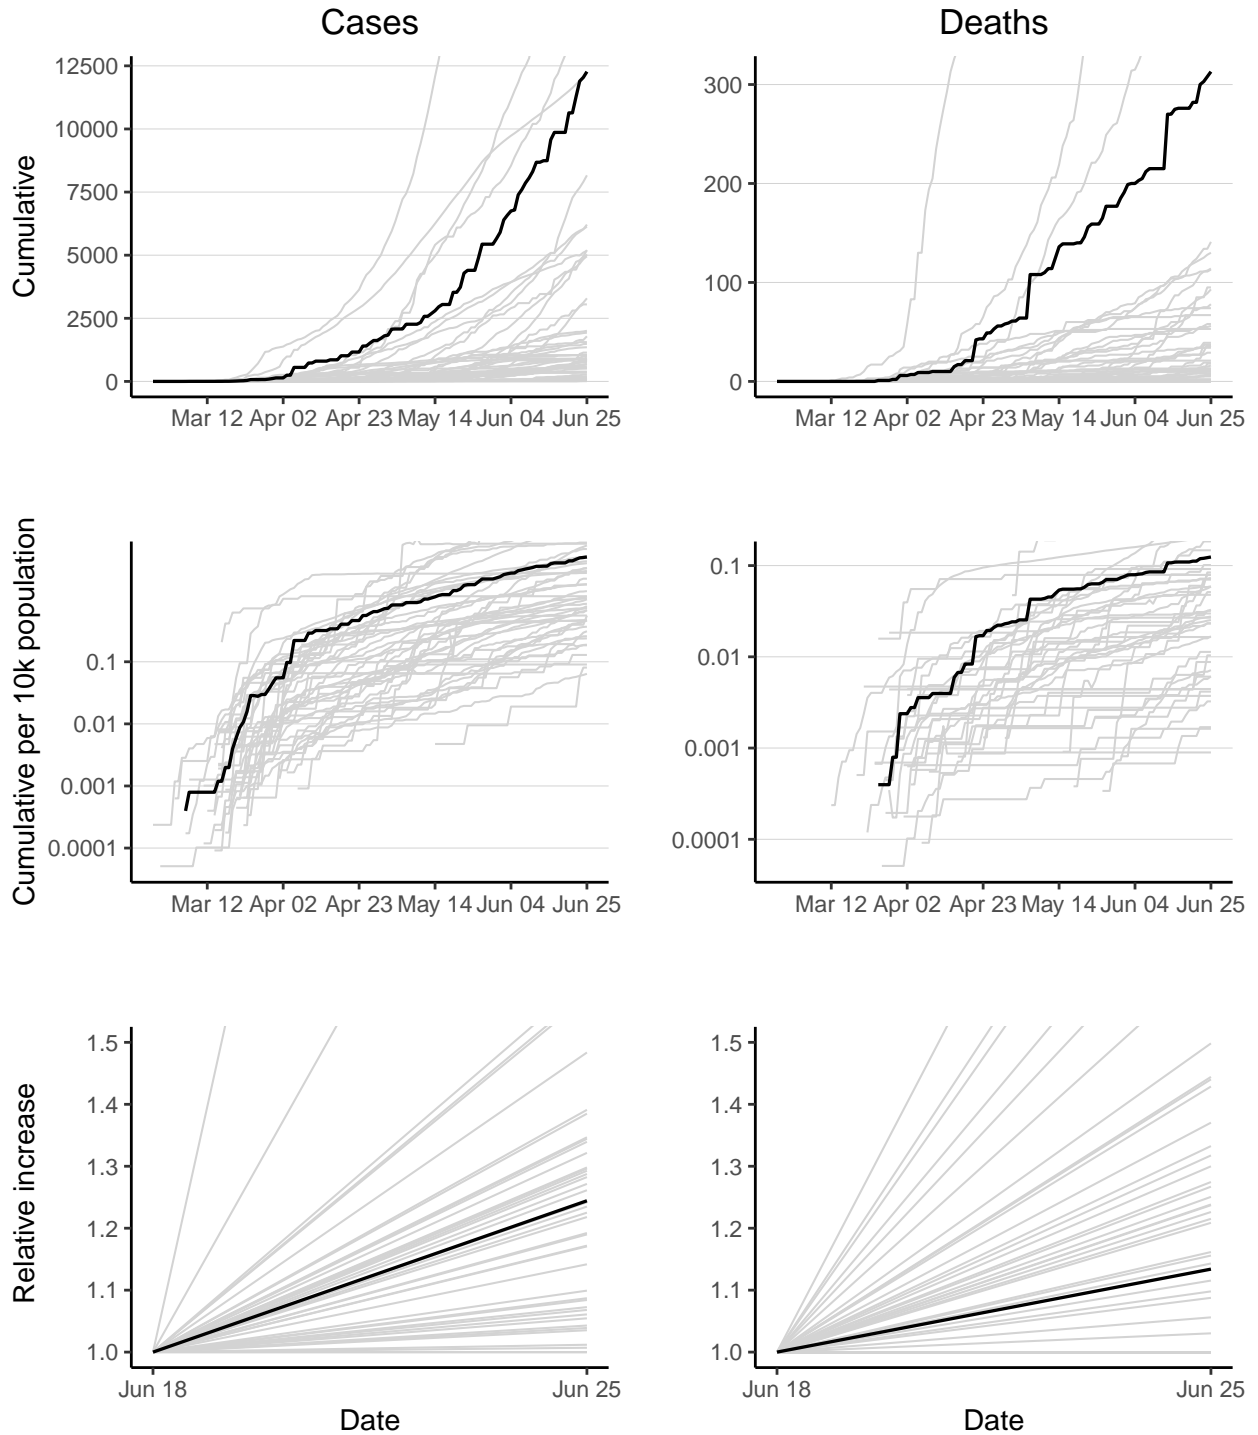 Cases
Deaths
Cumulative
12500
10000
7500
5000
2500
0
Mar 12 Apr 02 Apr 23 May 14 Jun 04 Jun 25
300
200
100
0
Mar 12 Apr 02 Apr 23 May 14 Jun 04 Jun 25
Cumulative per 10k population
0.1
0.01
0.001
0.0001
Mar 12 Apr 02 Apr 23 May 14 Jun 04 Jun 25
0.1
0.01
0.001
0.0001
Mar 12 Apr 02 Apr 23 May 14 Jun 04 Jun 25
Relative increase
1.5
1.4
1.3
1.2
1.1
1.0
Jun 18 Jun 25
Date
1.5
1.4
1.3
1.2
1.1
1.0
Jun 18 Jun 25
Date